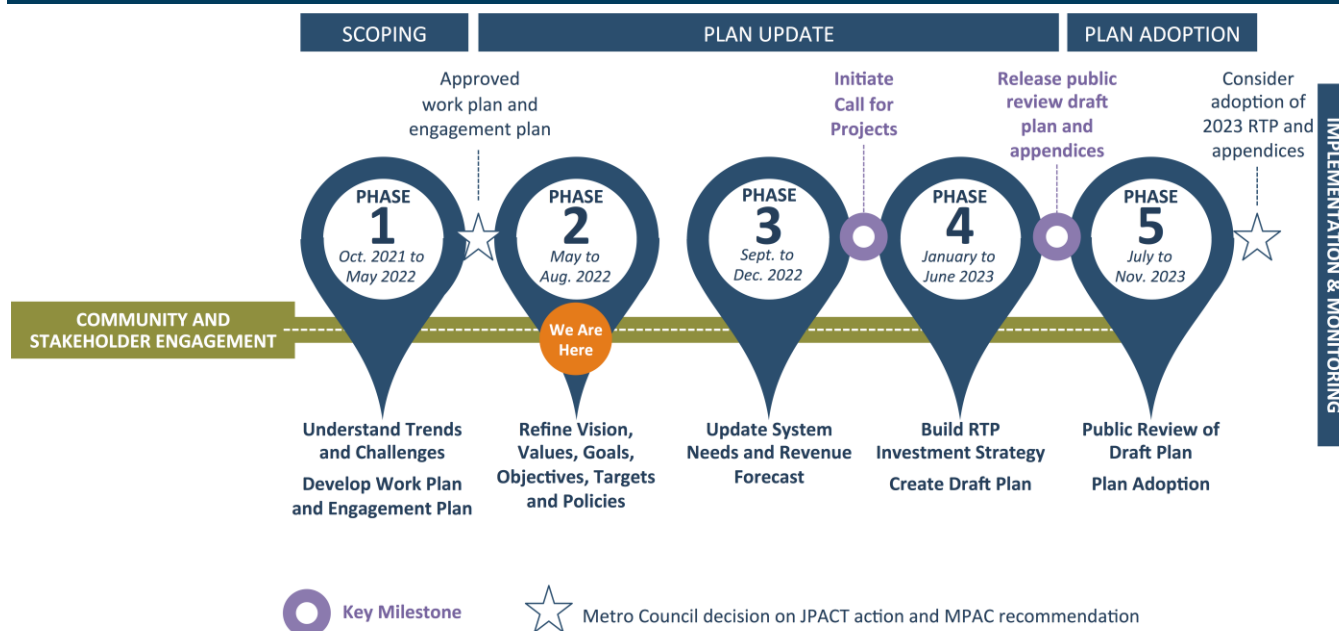 SCOPING
PLAN UPDATE
PLAN ADOPTION
Approved
work plan and
engagement plan
Initiate
Call for
Projects
Release public
review draft
plan and
appendices
Consider
adoption of
2023 RTP and
appendices
PHASE
1
Oct. 2021 to
May 2022
PHASE
2
May to
Aug. 2022
PHASE
3
Sept. to
Dec. 2022
PHASE
4
January to
June 2023
PHASE
5
July to
Nov. 2023
IMPLEMENTATION & MONITORING
COMMUNITY AND
STAKEHOLDER ENGAGEMENT
We Are
Here
Understand Trends
and Challenges
Develop Work Plan
and Engagement Plan
Refine Vision,
Values, Goals,
Objectives, Targets
and Policies
Update System
Needs and Revenue
Forecast
Build RTP
Investment Strategy
Create Draft Plan
Public Review of
Draft Plan
Plan Adoption
Key Milestone
Metro Council decision on JPACT action and MPAC recommendation